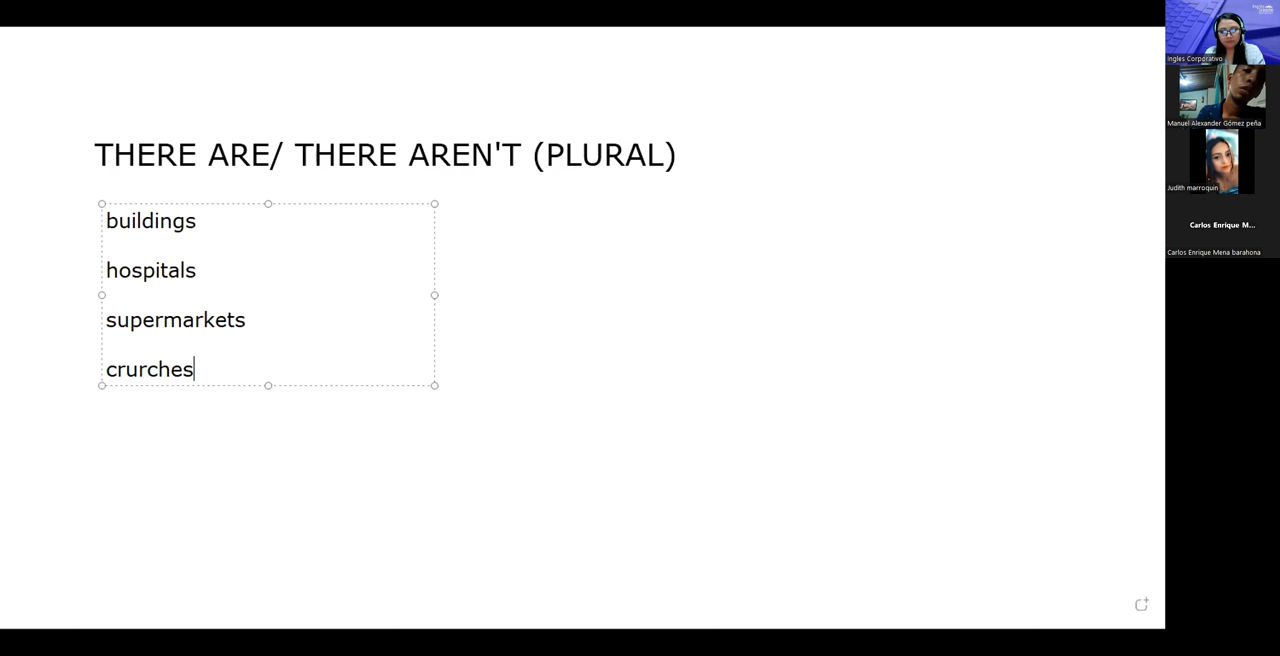 THERE ARE/ THERE AREN'T (PLURAL)
buildings
hospitals
supermarkets
crurches
Ingles Corporativo
Manuel Alexander Gómez peña
Judith marroquin
Carlos Enrique M...
Carlos Enrique Mena barahona